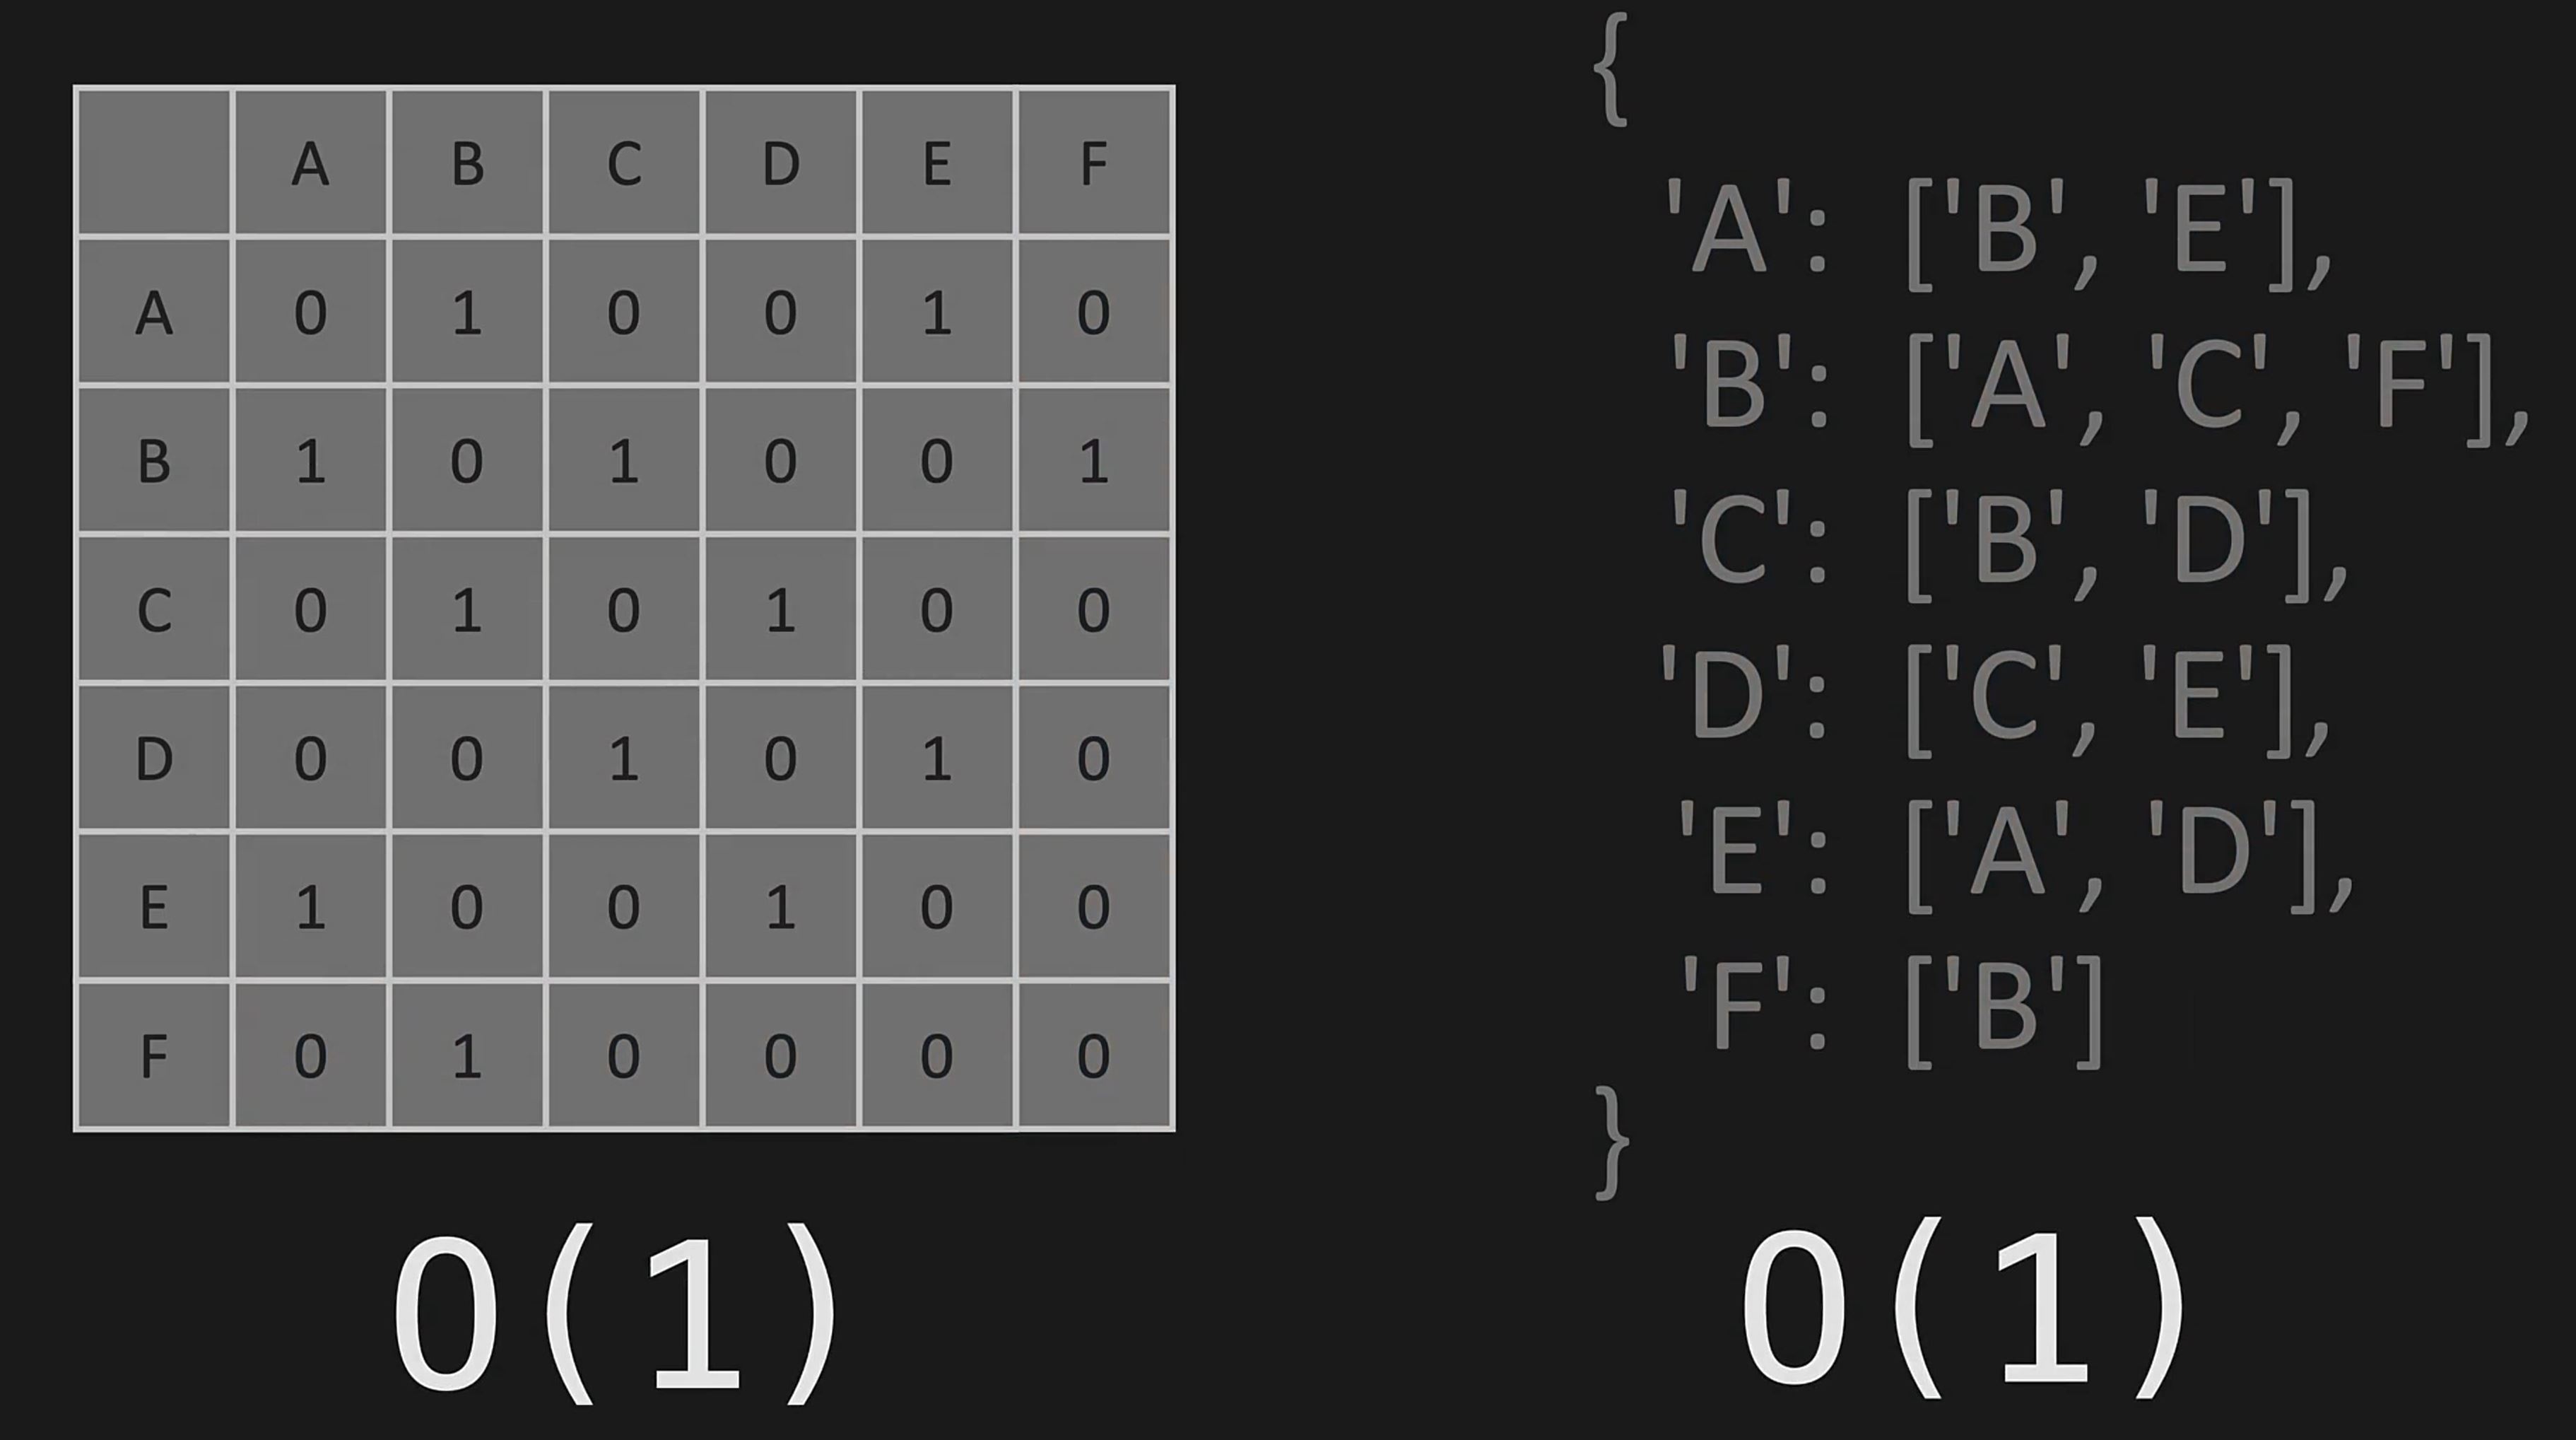 A B C D E F
A 0 1 0 0 1 0
B 1 0 1 0 0 1
C 0 1 0 1 0 0
D 0 0 1 0 1 0
E 1 0 0 1 0 0
F 0 1 0 0 0 0
O(1)
{
'A': ['B', 'E'],
'B': ['A', 'C', 'F'],
'C': ['B', 'D'],
'D': ['C', 'E'],
'E': ['A', 'D'],
'F': ['B']
}
O(1)